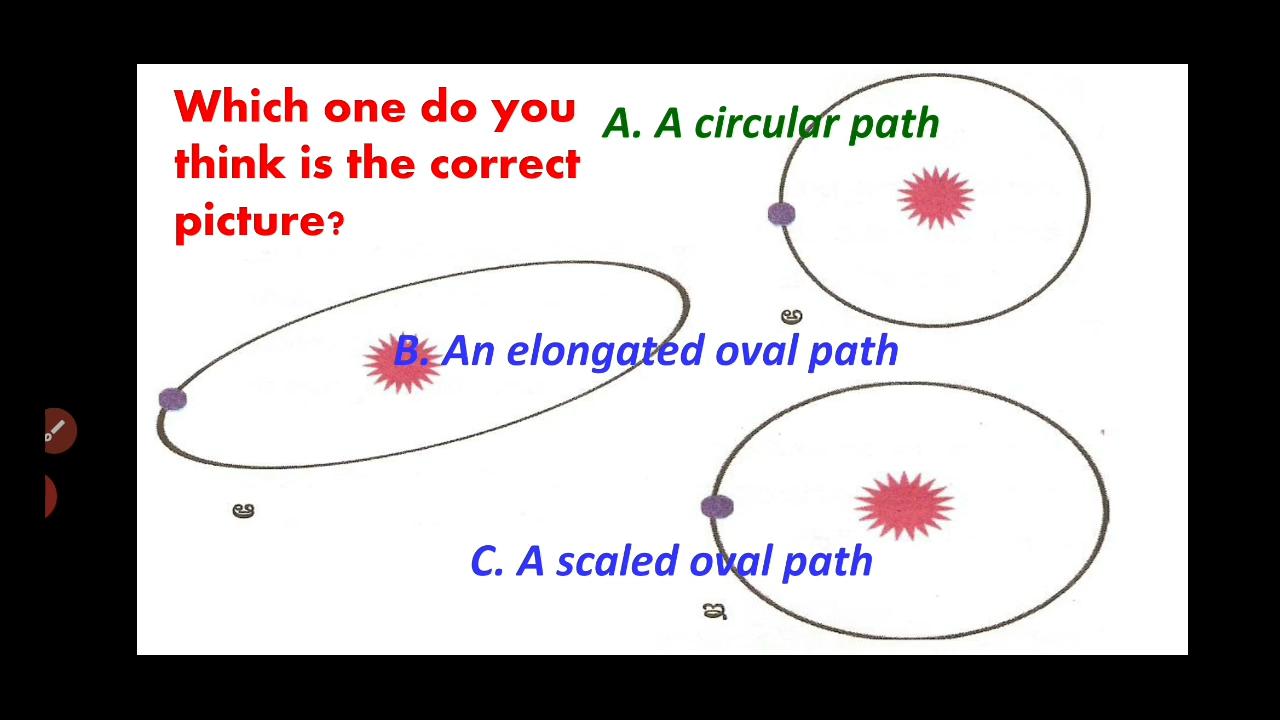 Which one do you
think is the correct
picture?
A. A circular path
B. An elongated oval path
C. A scaled oval path